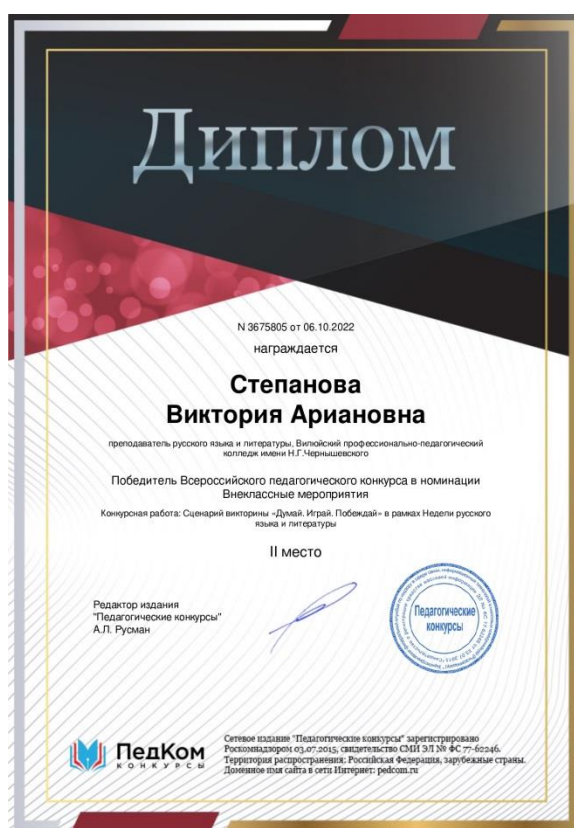 Диплом
N 3675805 от 06.10.2022
награждается
Степанова
Виктория Ариановна
преподаватель русского языка и литературы, Вилюйский профессионально-педагогический
колледж имени Н.Г.Чернышевского
Победитель Всероссийского педагогического конкурса в номинации
Внеклассные мероприятия
Конкурсная работа: Сценарий викторины «Думай. Играй. Побеждай» в рамках Недели русского
языка и литературы
II место
Редактор издания
"Педагогические конкурсы"
А.Л. Русман
Педагогические
конкурсы
ПедКом
КОНКУРСЫ
Сетевое издание "Педагогические конкурсы" зарегистрировано
Роскомнадзором 03.07.2015, свидетельство СМИ ЭЛ № ФС 77-62246.
Территория распространения: Российская Федерация, зарубежные страны.
Доменное имя сайта в сети Интернет: pedcom.ru